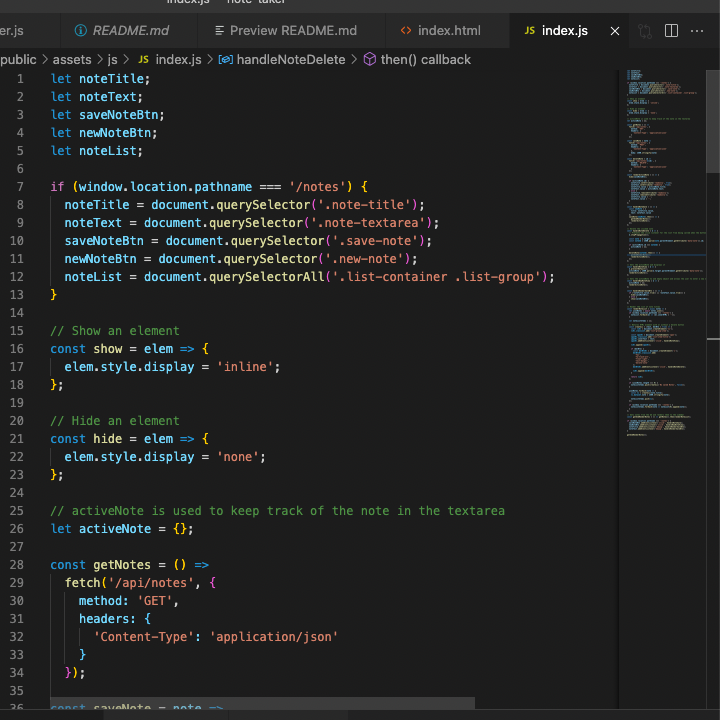 index.js — note-taker
er.js README.md Preview README.md index.html JS index.js
public > assets > js > JS index.js > handleNoteDelete > then() callback
1 let noteTitle;
2 let noteText;
3 let saveNoteBtn;
4 let newNoteBtn;
5 let noteList;
6
7 if (window.location.pathname === '/notes') {
8 noteTitle = document.querySelector('.note-title');
9 noteText = document.querySelector('.note-textarea');
10 saveNoteBtn = document.querySelector('.save-note');
11 newNoteBtn = document.querySelector('.new-note');
12 noteList = document.querySelectorAll('.list-container .list-group');
13 }
14
15 // Show an element
16 const show = elem => {
17 elem.style.display = 'inline';
18 };
19
20 // Hide an element
21 const hide = elem => {
22 elem.style.display = 'none';
23 };
24
25 // activeNote is used to keep track of the note in the textarea
26 let activeNote = {};
27
28 const getNotes = () =>
29 fetch('/api/notes', {
30 method: 'GET',
31 headers: {
32 'Content-Type': 'application/json'
33 }
34 });
35
36 const saveNote = note =>